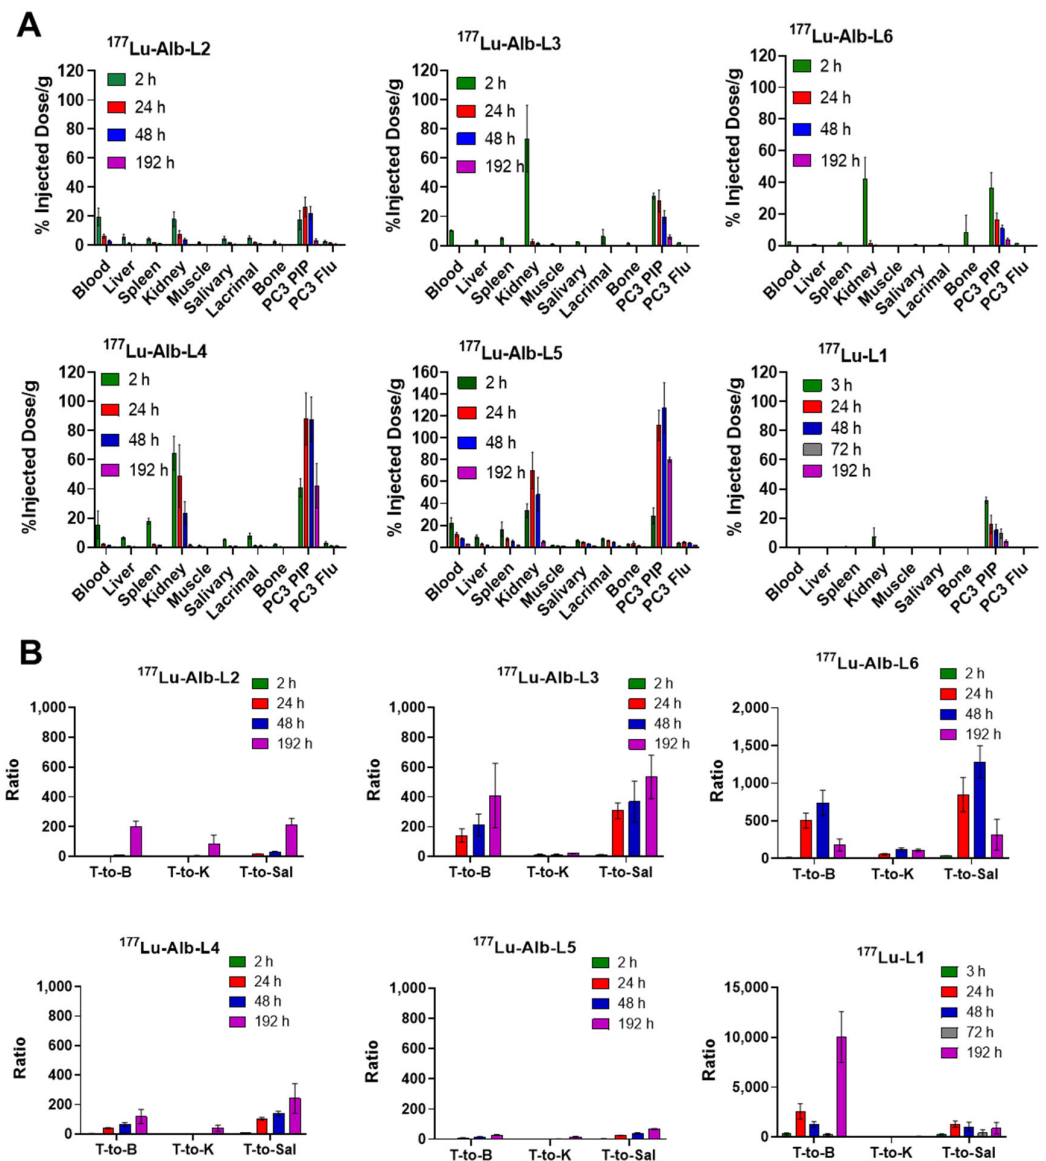 A
177Lu-Alb-L2
% Injected Dose/g
120
100
80
60
40
20
0
2 h
24 h
48 h
192 h
Blood
Liver
Spleen
Kidney
Muscle
Salivary
Lacrimal
Bone
PC3 PIP
PC3 Flu
177Lu-Alb-L3
%Injected Dose/g
120
100
80
60
40
20
0
2 h
24 h
48 h
192 h
Blood
Liver
Spleen
Kidney
Muscle
Salivary
Lacrimal
Bone
PC3 PIP
PC3 Flu
177Lu-Alb-L6
% Injected Dose/g
120
100
80
60
40
20
0
2 h
24 h
48 h
192 h
Blood
Liver
Spleen
Kidney
Muscle
Salivary
Lacrimal
Bone
PC3 PIP
PC3 Flu
177Lu-Alb-L4
%Injected Dose/g
120
100
80
60
40
20
0
2 h
24 h
48 h
192 h
Blood
Liver
Spleen
Kidney
Muscle
Salivary
Lacrimal
Bone
PC3 PIP
PC3 Flu
177Lu-Alb-L5
%Injected Dose/g
160
140
120
100
80
60
40
20
0
2 h
24 h
48 h
192 h
Blood
Liver
Spleen
Kidney
Muscle
Salivary
Lacrimal
Bone
PC3 PIP
PC3 Flu
177Lu-L1
% Injected Dose/g
120
100
80
60
40
20
0
3 h
24 h
48 h
72 h
192 h
Blood
Liver
Spleen
Kidney
Muscle
Salivary
Bone
PC3 PIP
PC3 Flu
B
177Lu-Alb-L2
Ratio
1,000
800
600
400
200
0
2 h
24 h
48 h
192 h
T-to-B
T-to-K
T-to-Sal
177Lu-Alb-L3
Ratio
1,000
800
600
400
200
0
2 h
24 h
48 h
192 h
T-to-B
T-to-K
T-to-Sal
177Lu-Alb-L6
Ratio
2,000
1,500
1,000
500
0
2 h
24 h
48 h
192 h
T-to-B
T-to-K
T-to-Sal
177Lu-Alb-L4
Ratio
1,000
800
600
400
200
0
2 h
24 h
48 h
192 h
T-to-B
T-to-K
T-to-Sal
177Lu-Alb-L5
Ratio
1,000
800
600
400
200
0
2 h
24 h
48 h
192 h
T-to-B
T-to-K
T-to-Sal
177Lu-L1
Ratio
15,000
10,000
5,000
0
3 h
24 h
48 h
72 h
192 h
T-to-B
T-to-K
T-to-Sal